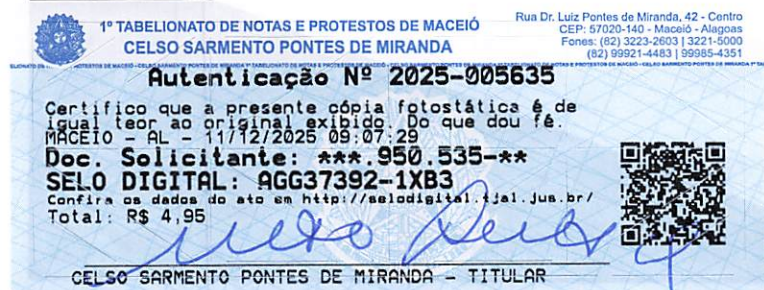 1º TABELIONATO DE NOTAS E PROTESTOS DE MACEIÓ
CELSO SARMENTO PONTES DE MIRANDA
Rua Dr. Luiz Pontes de Miranda, 42 - Centro
CEP: 57020-140 - Maceió - Alagoas
Fones: (82) 3223-2603 | 3221-5000
(82) 99921-4483 | 99985-4351
Autenticação Nº 2025-005635
Certifico que a presente cópia fotostática é de
igual teor ao original exibido. Do que dou fé.
MACEIO - AL - 11/12/2025 09:07:29
Doc. Solicitante: ***.950.535-**
SELO DIGITAL: AGG37392-1XB3
Confira os dados do ato em http://selodigital.tjal.jus.br/
Total: R$ 4,95
CELSO SARMENTO PONTES DE MIRANDA - TITULAR